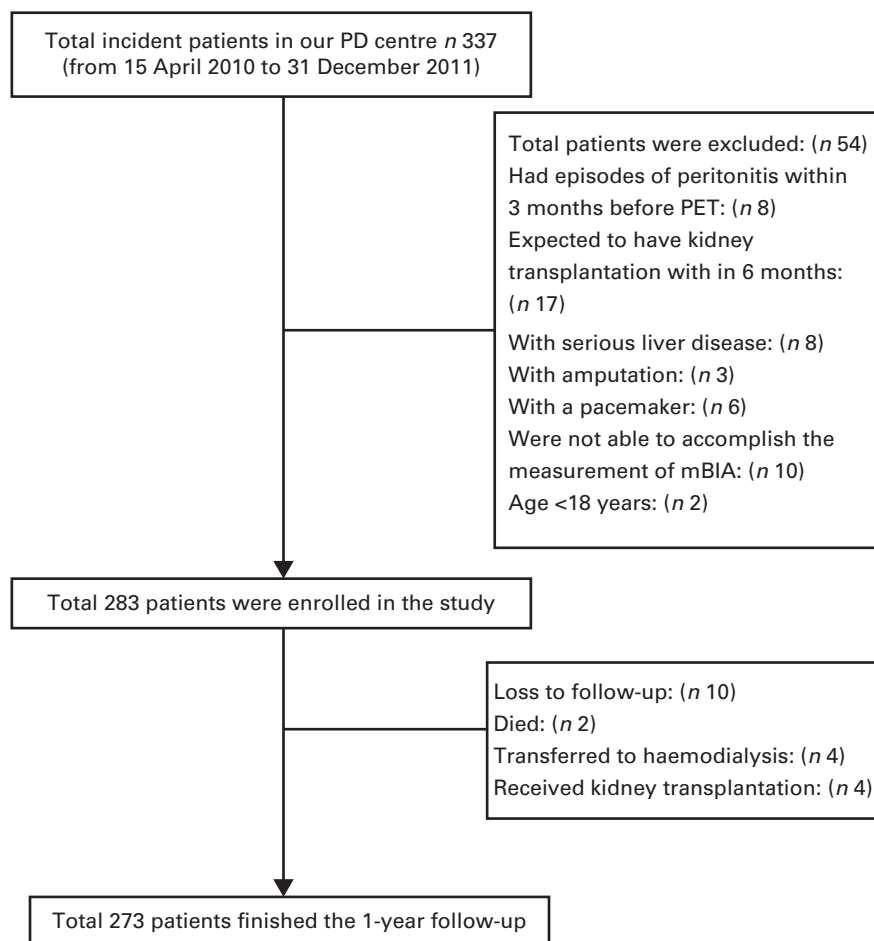 Total incident patients in our PD centre n 337
(from 15 April 2010 to 31 December 2011)
Total patients were excluded: (n 54)
Had episodes of peritonitis within
3 months before PET: (n 8)
Expected to have kidney
transplantation with in 6 months:
(n 17)
With serious liver disease: (n 8)
With amputation: (n 3)
With a pacemaker: (n 6)
Were not able to accomplish the
measurement of mBIA: (n 10)
Age <18 years: (n 2)
Total 283 patients were enrolled in the study
Loss to follow-up: (n 10)
Died: (n 2)
Transferred to haemodialysis: (n 4)
Received kidney transplantation: (n 4)
Total 273 patients finished the 1-year follow-up